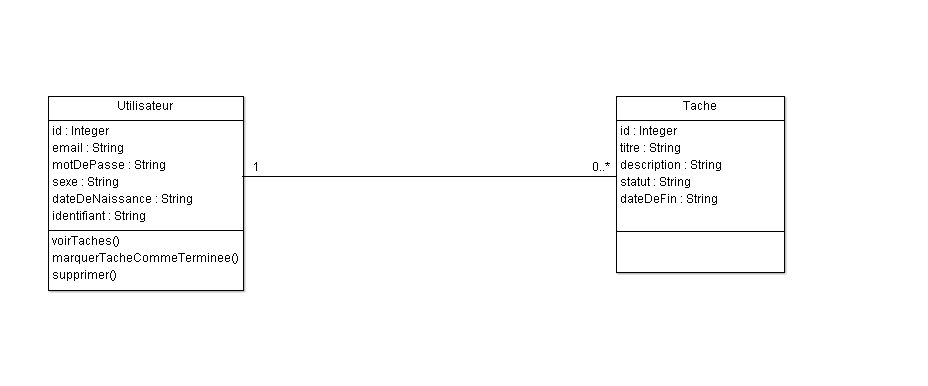 Utilisateur
id : Integer
email : String
motDePasse : String
sexe : String
dateDeNaissance : String
identifiant : String
voirTaches()
marquerTacheCommeTerminee()
supprimer()
1
0..*
Tache
id : Integer
titre : String
description : String
statut : String
dateDeFin : String